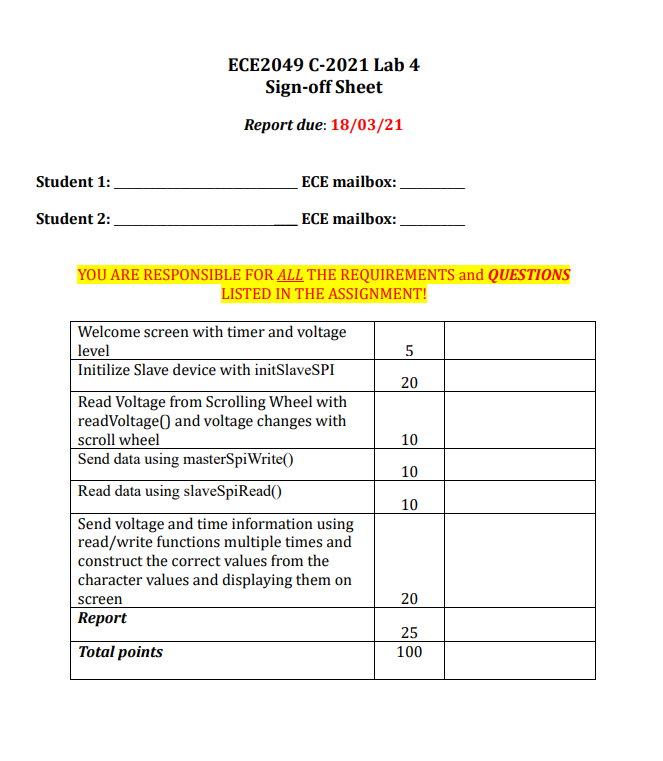 ECE2049 C-2021 Lab 4
Sign-off Sheet
Report due: 18/03/21
Student 1: ________________________ ECE mailbox: _________
Student 2: ________________________ ECE mailbox: _________
YOU ARE RESPONSIBLE FOR ALL THE REQUIREMENTS and QUESTIONS
LISTED IN THE ASSIGNMENT!
Welcome screen with timer and voltage
level 5
Initilize Slave device with initSlaveSPI
20
Read Voltage from Scrolling Wheel with
readVoltage() and voltage changes with
scroll wheel 10
Send data using masterSpiWrite()
10
Read data using slaveSpiRead()
10
Send voltage and time information using
read/write functions multiple times and
construct the correct values from the
character values and displaying them on
screen 20
Report
25
Total points 100